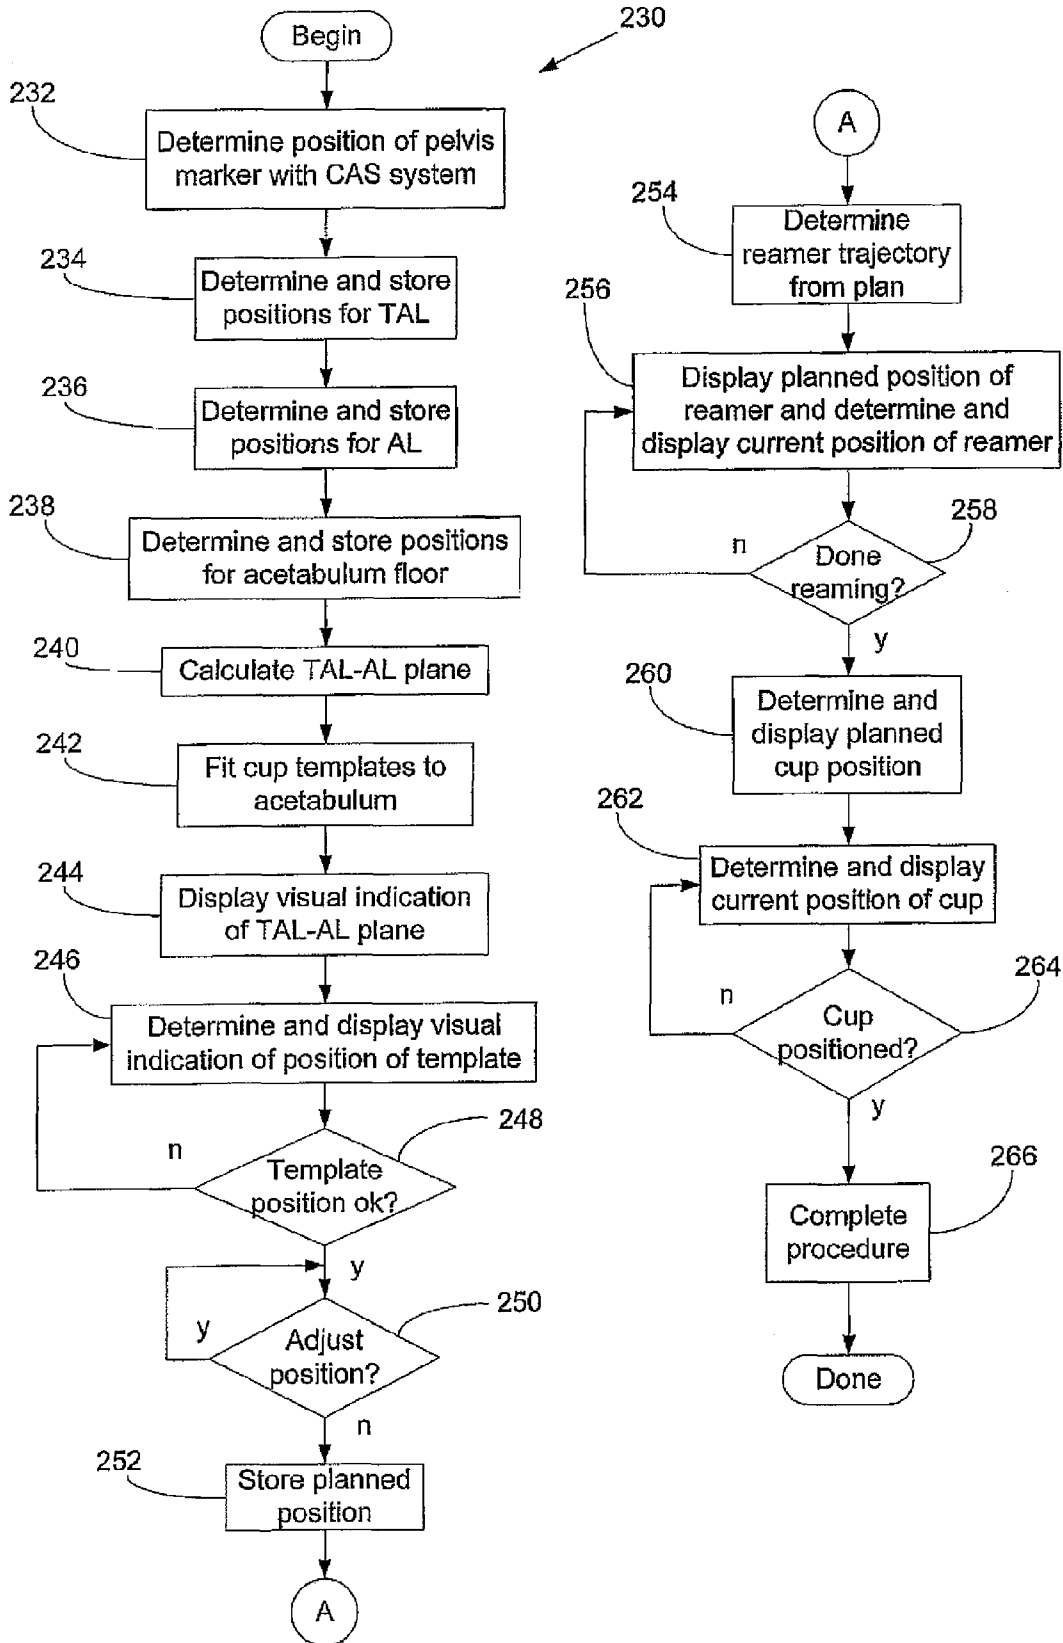 Begin
230
232
Determine position of pelvis
marker with CAS system
234
Determine and store
positions for TAL
236
Determine and store
positions for AL
238
Determine and store positions
for acetabulum floor
240
Calculate TAL-AL plane
242
Fit cup templates to
acetabulum
244
Display visual indication
of TAL-AL plane
246
Determine and display visual
indication of position of template
248
n
Template
position ok?
y
250
y
Adjust
position?
n
252
Store planned
position
A
A
254
Determine
reamer trajectory
from plan
256
Display planned position of
reamer and determine and
display current position of reamer
258
n
Done
reaming?
y
260
Determine and
display planned
cup position
262
Determine and display
current position of cup
264
n
Cup
positioned?
y
266
Complete
procedure
Done